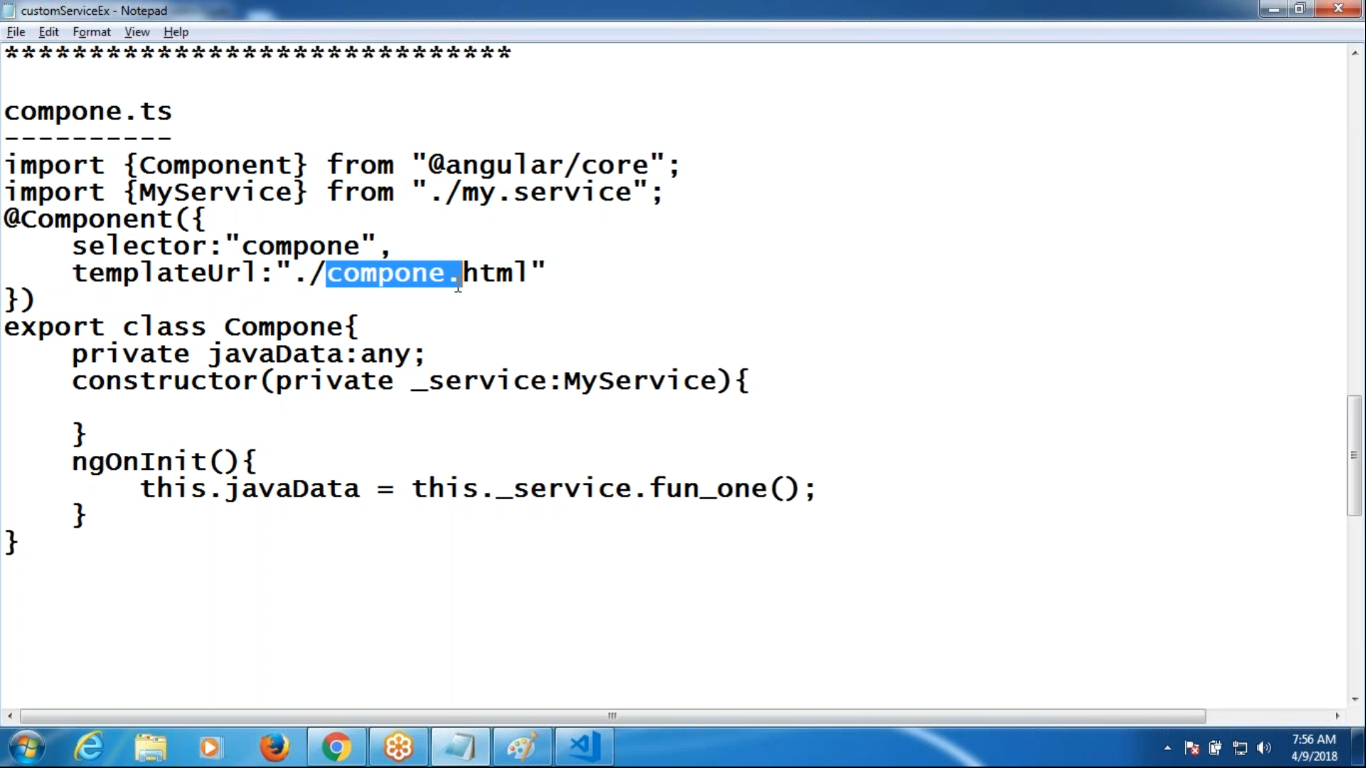 customServiceEx - Notepad
File Edit Format View Help
******************************
compone.ts
----------
import {Component} from "@angular/core";
import {MyService} from "./my.service";
@Component({
    selector:"compone",
    templateUrl:"./compone.html"
})
export class Compone{
    private javaData:any;
    constructor(private _service:MyService){
    }
    ngOnInit(){
        this.javaData = this._service.fun_one();
    }
}
7:56 AM
4/9/2018